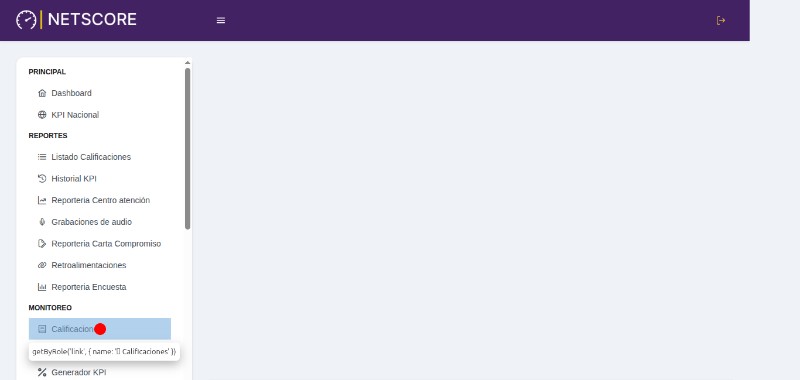 NETSCORE
PRINCIPAL
Dashboard
KPI Nacional
REPORTES
Listado Calificaciones
Historial KPI
Reporteria Centro atención
Grabaciones de audio
Reporteria Carta Compromiso
Retroalimentaciones
Reporteria Encuesta
MONITOREO
Calificacion
getByRole('link', { name: '▯ Calificaciones' })
Generador KPI